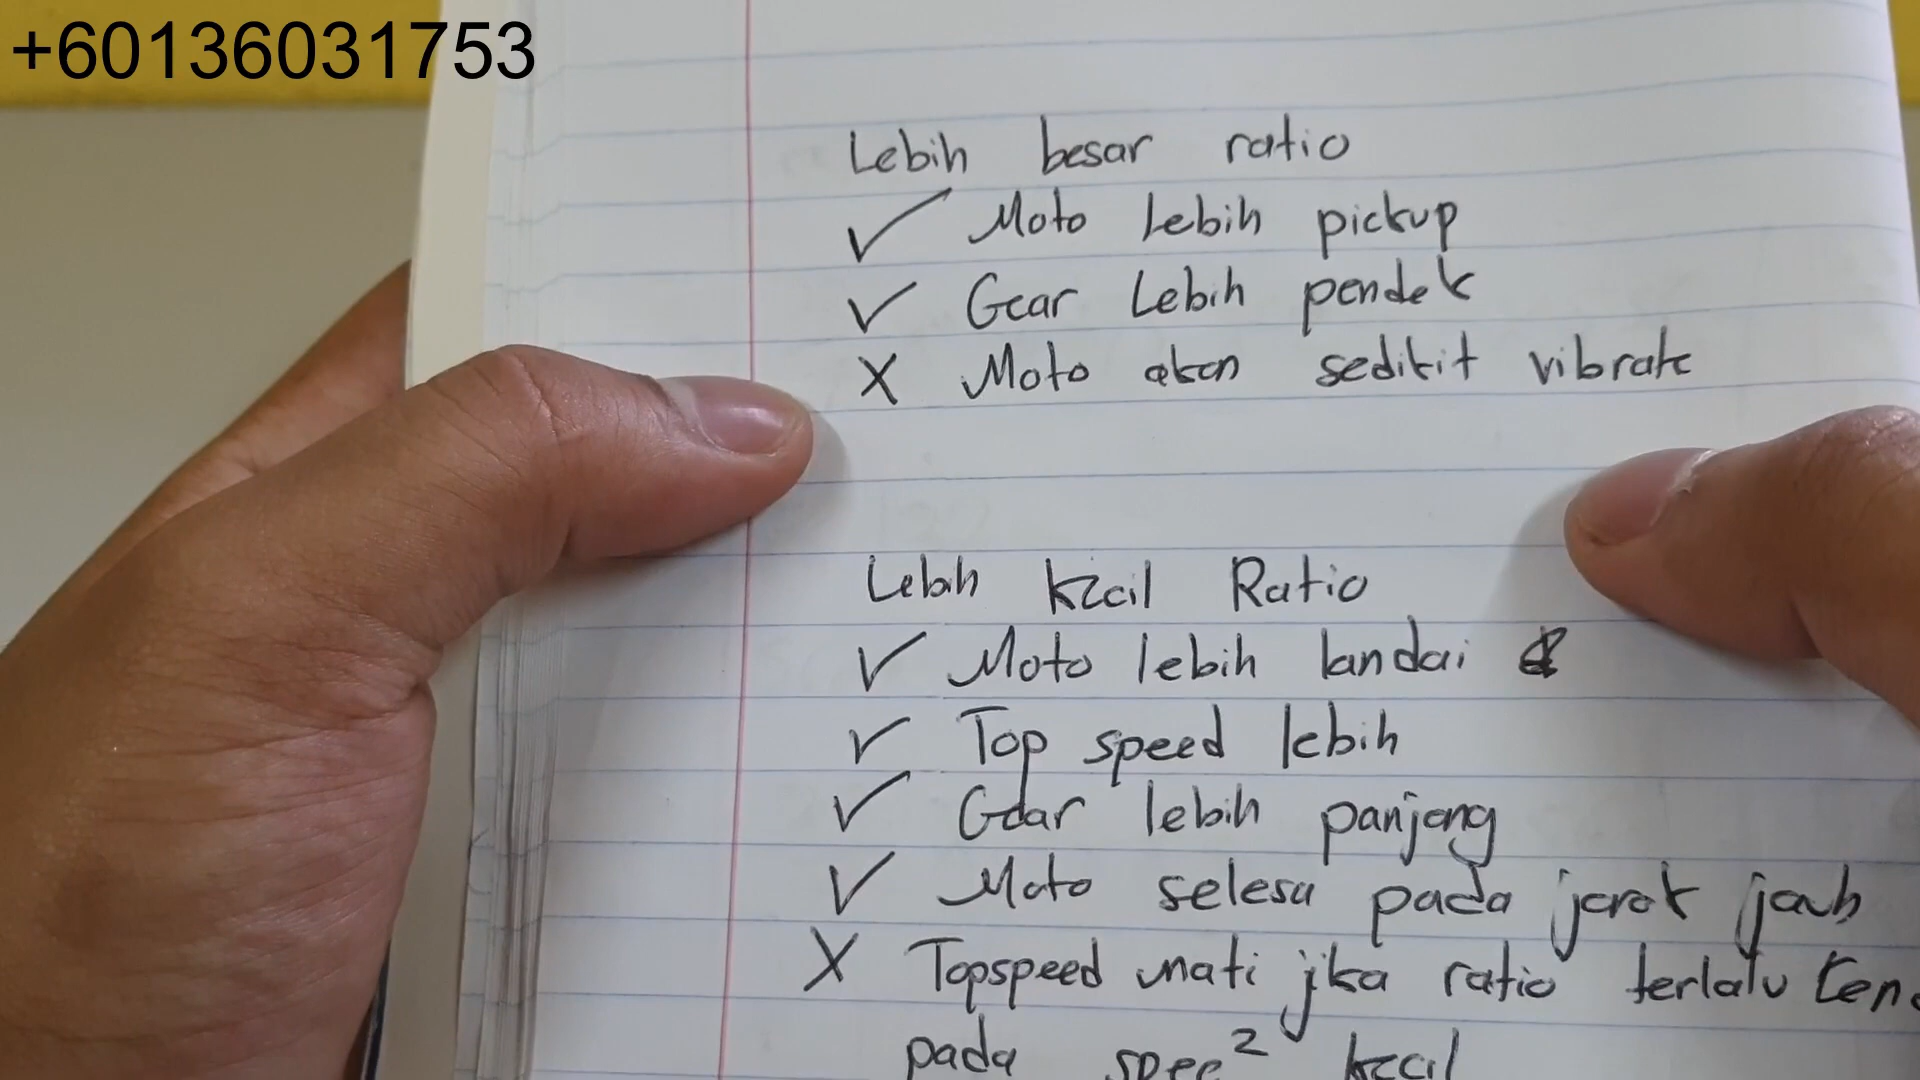 +60136031753
Lebih besar ratio
✓ Moto lebih pickup
✓ Gear Lebih pendek
X Moto akan sedikit vibrate
Lebih Kecil Ratio
✓ Moto lebih landai
✓ Top speed lebih
✓ Gear lebih panjang
✓ Moto selesa pada jarak jauh
X Topspeed mati jika ratio terlalu
pada spec² kecil